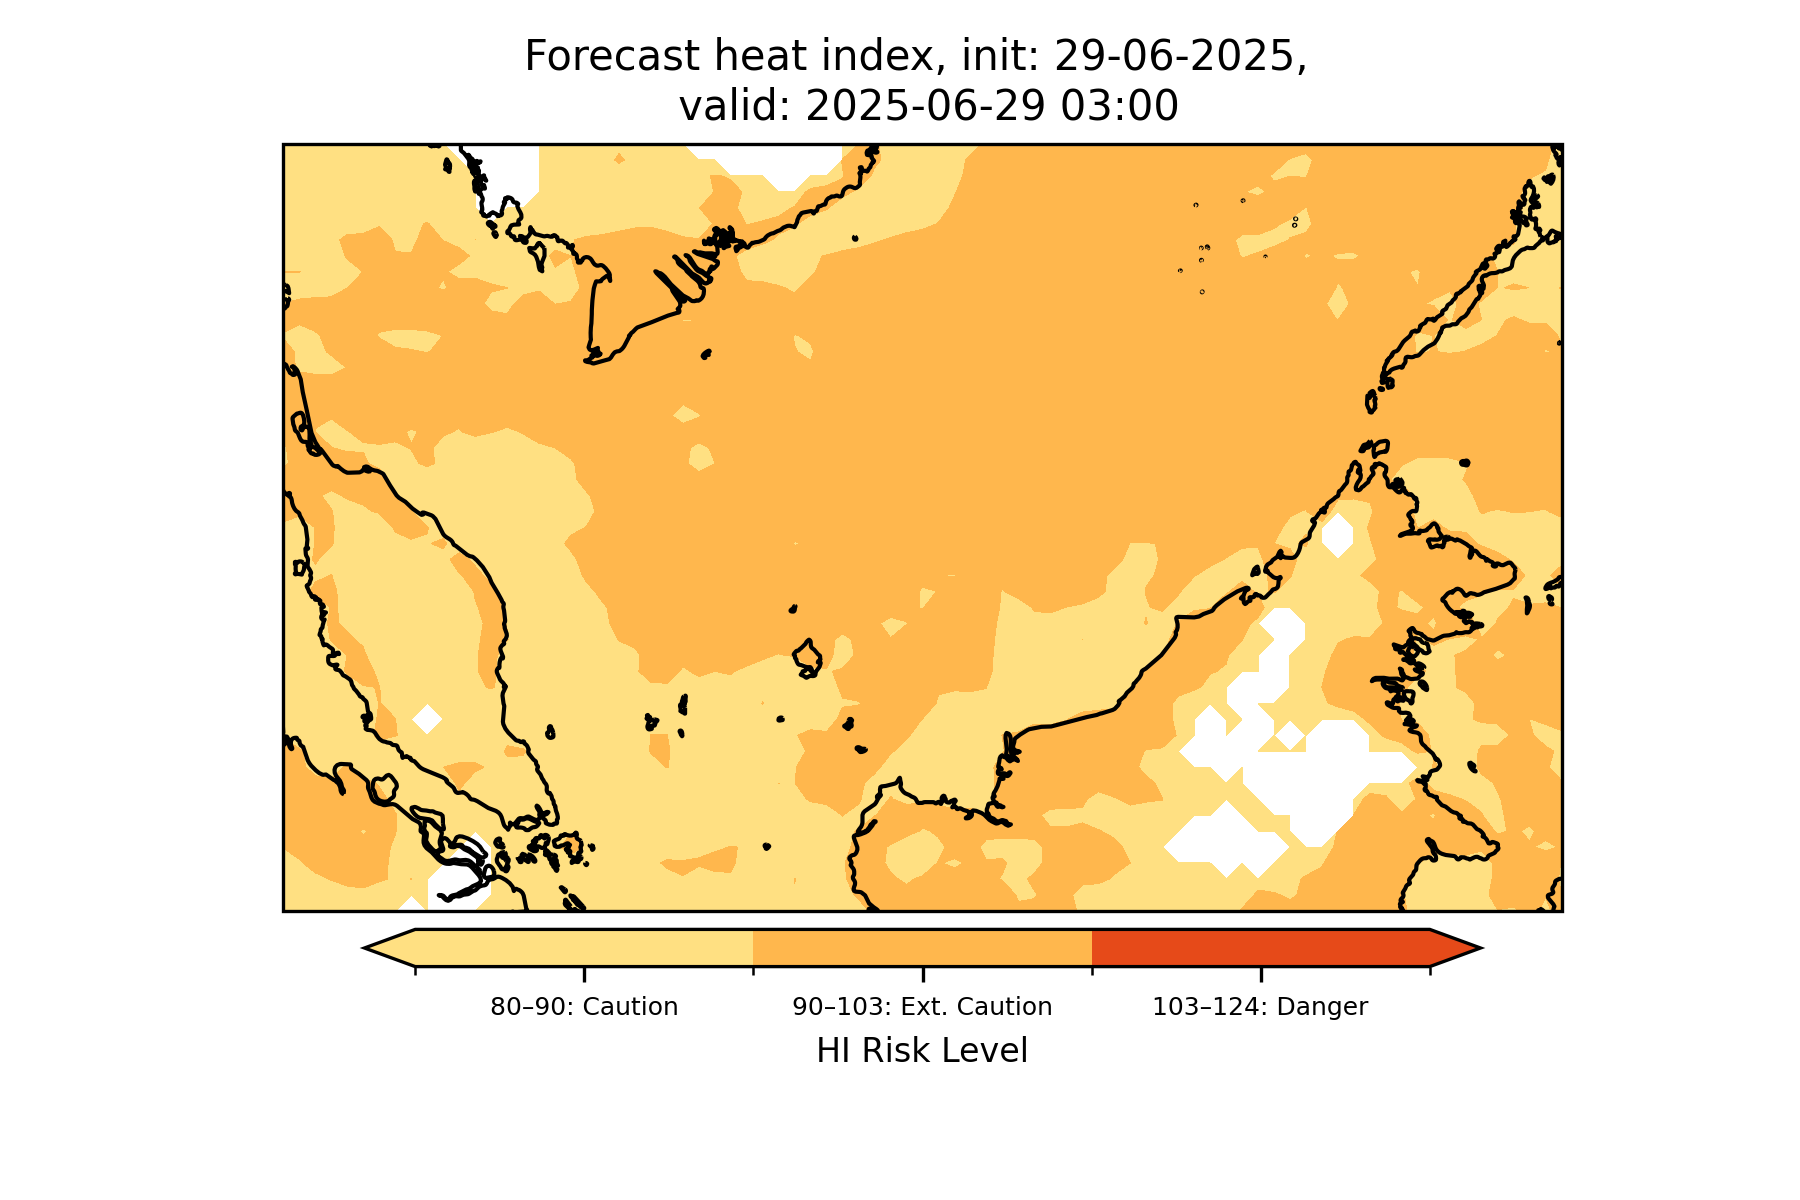 Forecast heat index, init: 29-06-2025,
valid: 2025-06-29 03:00
80–90: Caution
90–103: Ext. Caution
103–124: Danger
HI Risk Level